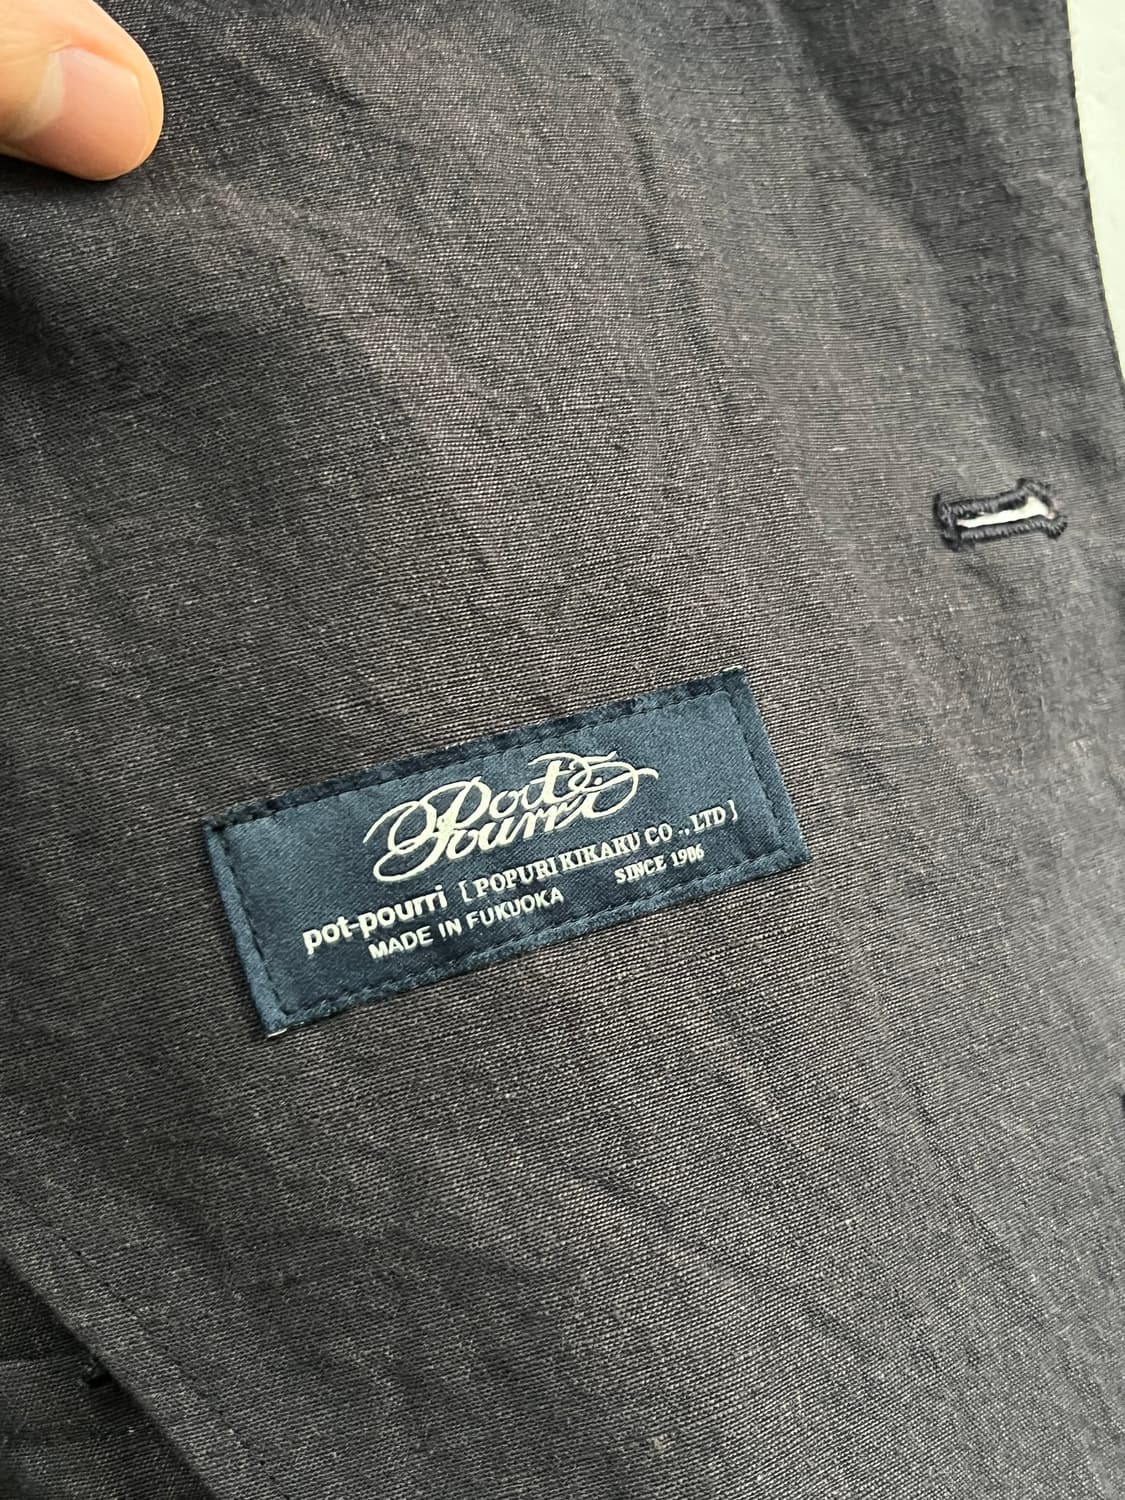 Pot
Pourri
pot-pourri [POPURI KIKAKU CO.,LTD]
MADE IN FUKUOKA SINCE 1986